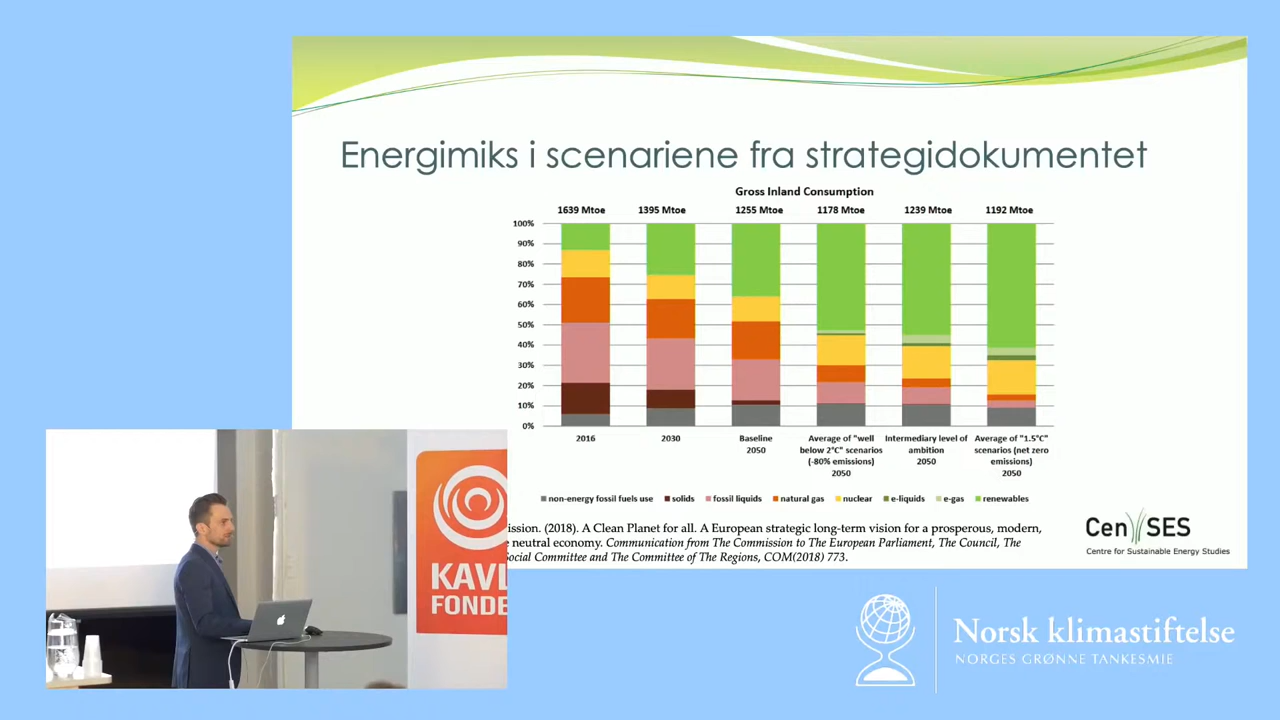 Energimiks i scenariene fra strategidokumentet
Gross Inland Consumption
1639 Mtoe 1395 Mtoe 1255 Mtoe 1178 Mtoe 1239 Mtoe 1192 Mtoe
100%
90%
80%
70%
60%
50%
40%
30%
20%
10%
0%
2016
2030
Baseline
2050
Average of "well
below 2°C" scenarios
(-80% emissions)
2050
Intermediary level of
ambition
2050
Average of "1.5°C"
scenarios (net zero
emissions)
2050
non-energy fossil fuels use solids fossil liquids natural gas nuclear e-liquids e-gas renewables
ission. (2018). A Clean Planet for all. A European strategic long-term vision for a prosperous, modern,
e neutral economy. Communication from The Commission to The European Parliament, The Council, The
Social Committee and The Committee of The Regions, COM(2018) 773.
CenSES
Centre for Sustainable Energy Studies
KAVL
FONDE
Norsk klimastiftelse
NORGES GRØNNE TANKESMIE